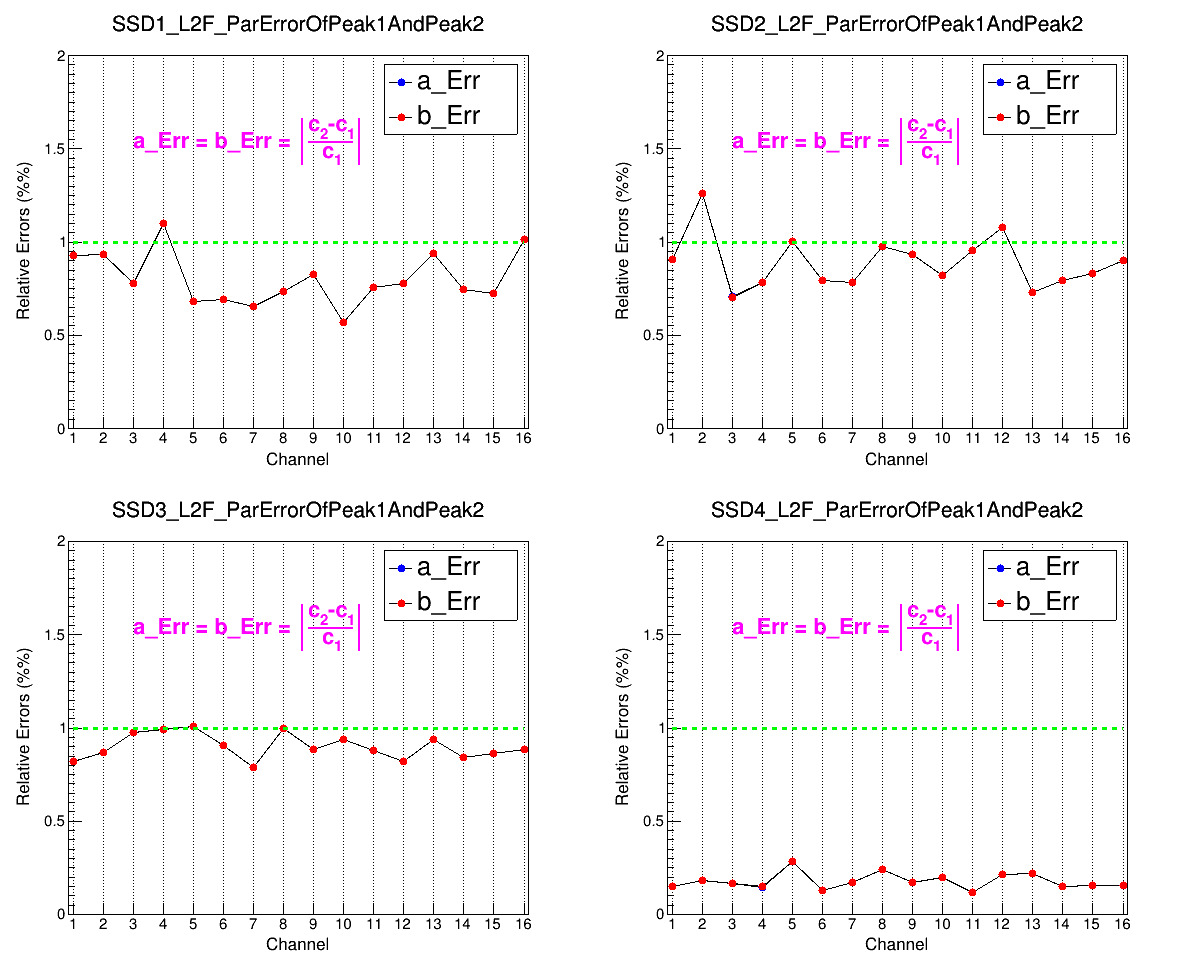 SSD1_L2F_ParErrorOfPeak1AndPeak2
2
1.5
1
0.5
0
Relative Errors (%%)
a_Err
b_Err
a_Err = b_Err = |c2-c1/c1|
1 2 3 4 5 6 7 8 9 10 11 12 13 14 15 16
Channel
SSD2_L2F_ParErrorOfPeak1AndPeak2
2
1.5
1
0.5
0
Relative Errors (%%)
a_Err
b_Err
a_Err = b_Err = |c2-c1/c1|
1 2 3 4 5 6 7 8 9 10 11 12 13 14 15 16
Channel
SSD3_L2F_ParErrorOfPeak1AndPeak2
2
1.5
1
0.5
0
Relative Errors (%%)
a_Err
b_Err
a_Err = b_Err = |c2-c1/c1|
1 2 3 4 5 6 7 8 9 10 11 12 13 14 15 16
Channel
SSD4_L2F_ParErrorOfPeak1AndPeak2
2
1.5
1
0.5
0
Relative Errors (%%)
a_Err
b_Err
a_Err = b_Err = |c2-c1/c1|
1 2 3 4 5 6 7 8 9 10 11 12 13 14 15 16
Channel